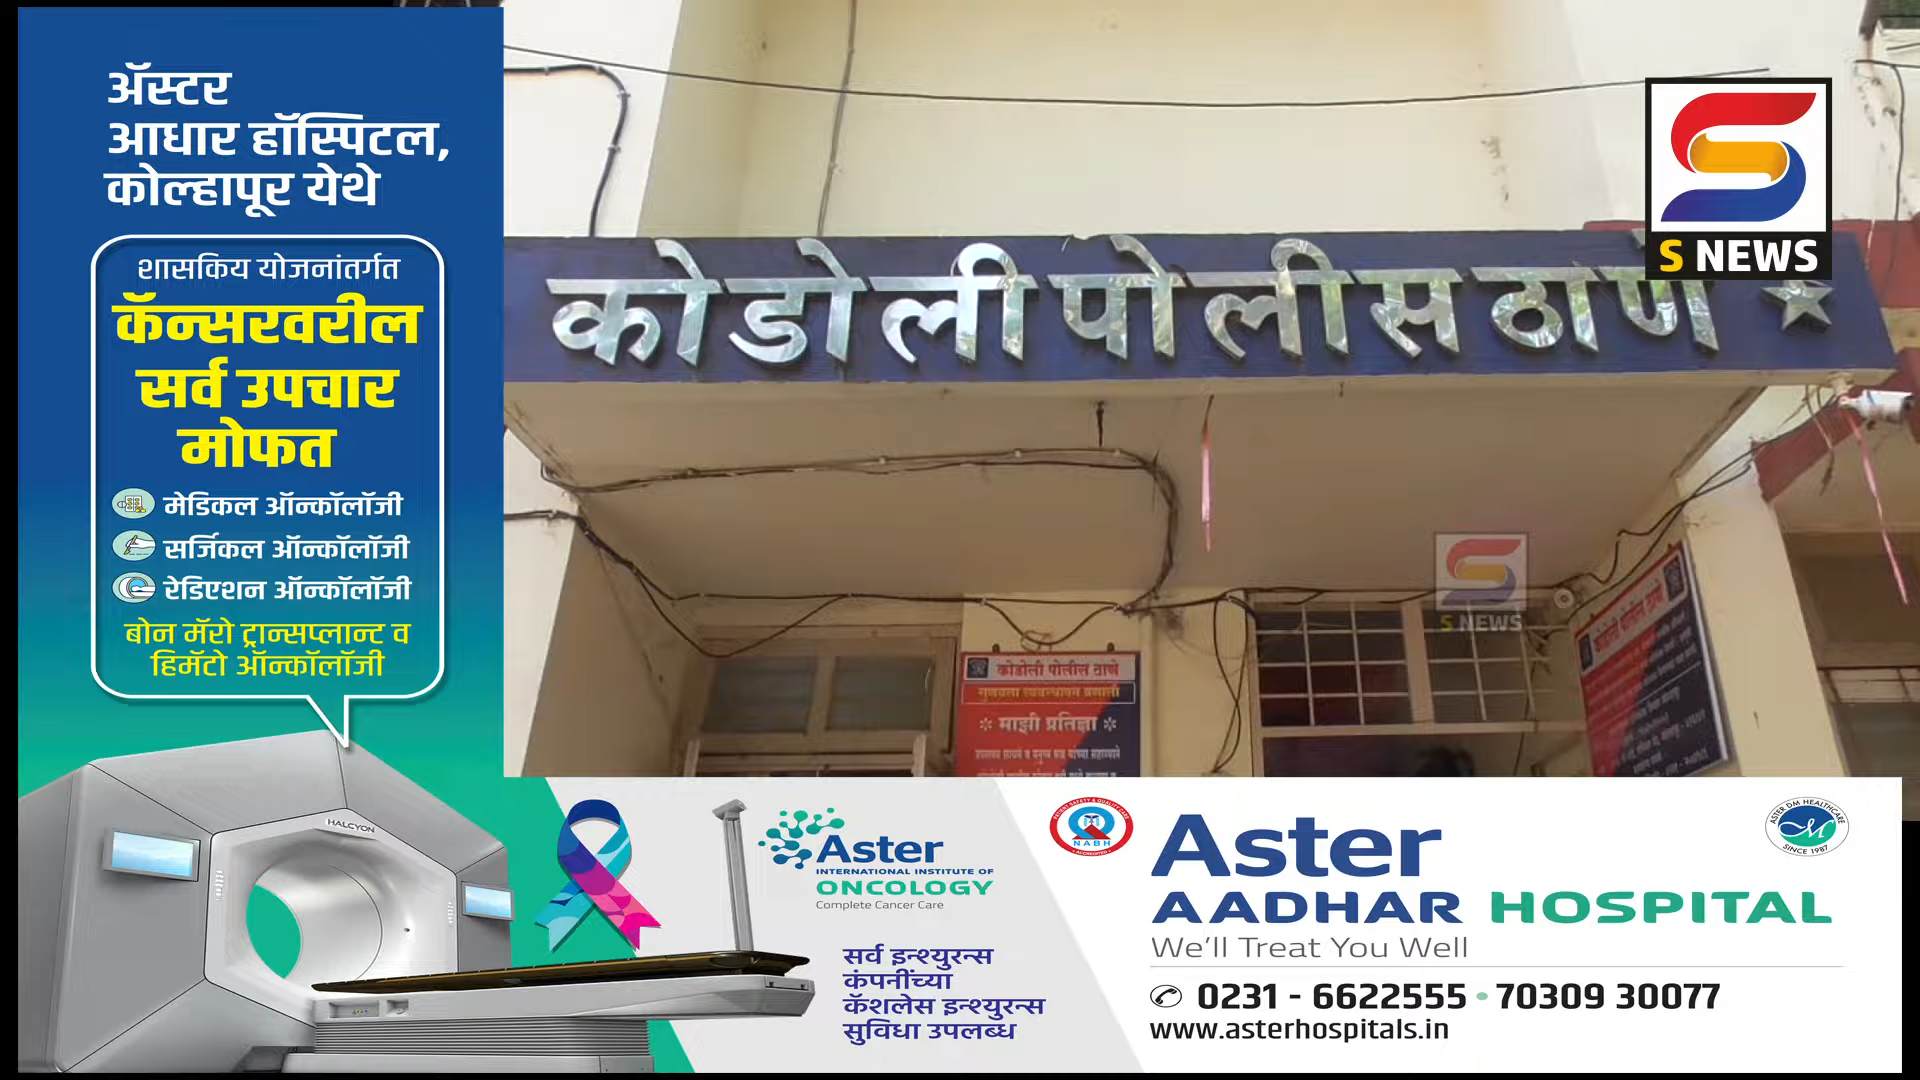 ॲस्टर
आधार हॉस्पिटल,
कोल्हापूर येथे
शासकिय योजनांतर्गत
कॅन्सरवरील
सर्व उपचार
मोफत
मेडिकल ऑन्कॉलॉजी
सर्जिकल ऑन्कॉलॉजी
रेडिएशन ऑन्कॉलॉजी
बोन मॅरो ट्रान्सप्लान्ट व
हिमॅटो ऑन्कॉलॉजी
HALCYON
S NEWS
कोडोली पोलीस ठाणे
S NEWS
कोडोली पोलीस ठाणे
माझी प्रतिज्ञा
कोडोली पोलीस ठाणे
Aster
INTERNATIONAL INSTITUTE OF
ONCOLOGY
Complete Cancer Care
सर्व इन्श्युरन्स
कंपनींच्या
कॅशलेस इन्श्युरन्स
सुविधा उपलब्ध
NABH
Aster
AADHAR HOSPITAL
We'll Treat You Well
0231 - 6622555 • 70309 30077
www.asterhospitals.in
ASTER DM HEALTHCARE
SINCE 1987